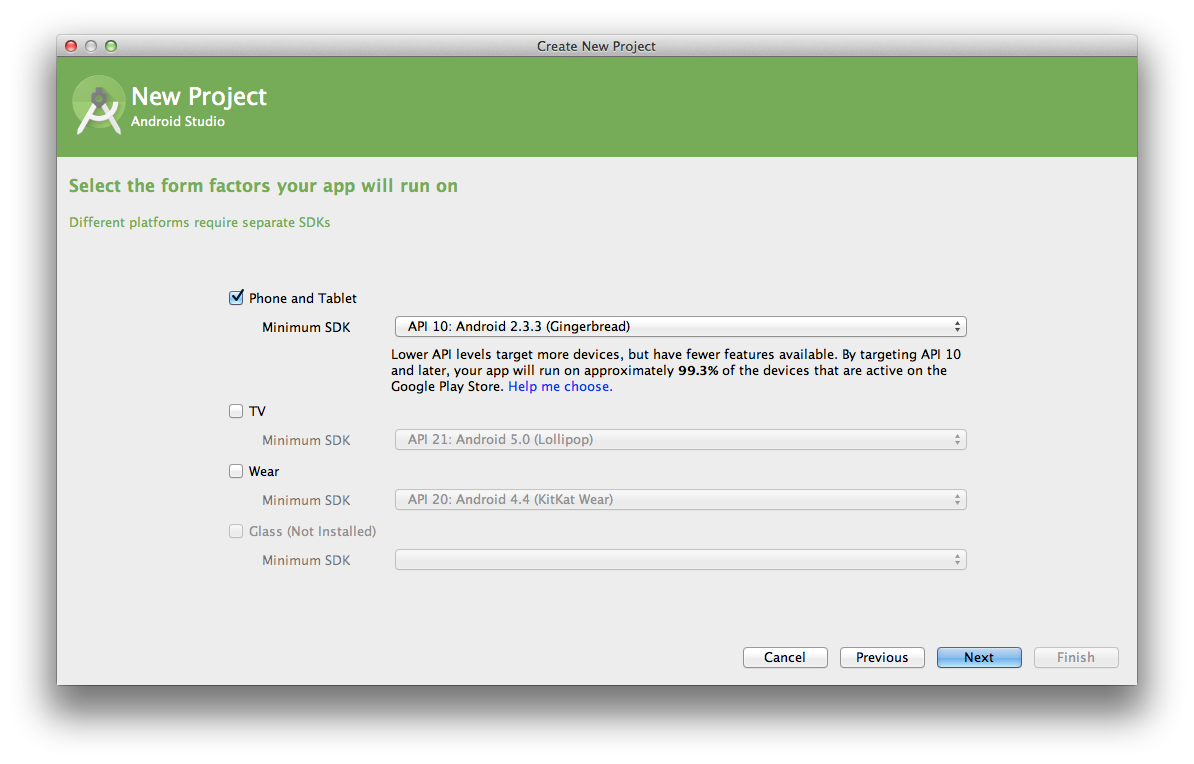 Create New Project
New Project
Android Studio
Select the form factors your app will run on
Different platforms require separate SDKs
Phone and Tablet
Minimum SDK API 10: Android 2.3.3 (Gingerbread)
Lower API levels target more devices, but have fewer features available. By targeting API 10
and later, your app will run on approximately 99.3% of the devices that are active on the
Google Play Store. Help me choose.
TV
Minimum SDK API 21: Android 5.0 (Lollipop)
Wear
Minimum SDK API 20: Android 4.4 (KitKat Wear)
Glass (Not Installed)
Minimum SDK
Cancel Previous Next Finish